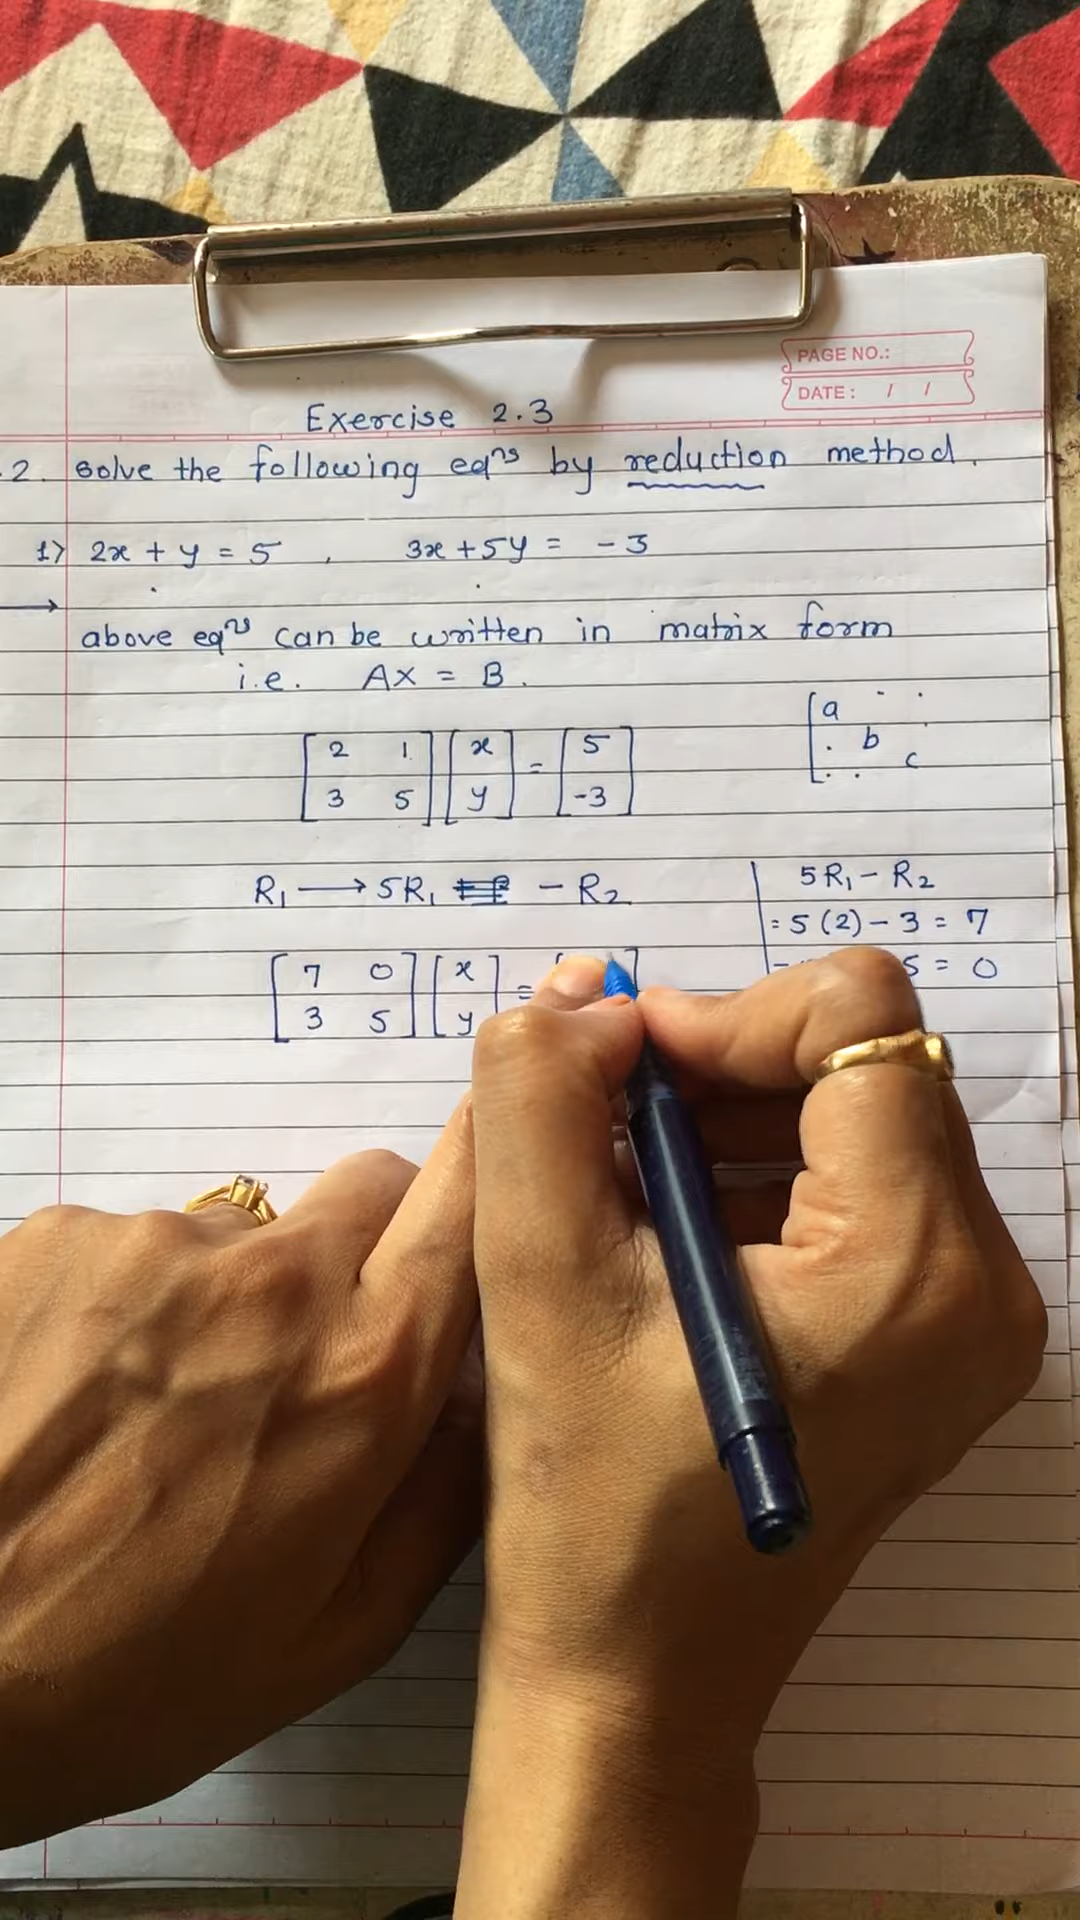 PAGE NO.:
DATE : / /
Exercise 2.3
.2. Solve the following eqns by reduction method.
1) 2x + y = 5 , 3x + 5y = -3
→
above eqns can be written in matrix form
i.e. AX = B.
[2 1] [x] = [5]
[3 5] [y] [-3]
[a
b
c
R1 → 5R1 - R2
5R1 - R2
= 5 (2) - 3 = 7
5 = 0
[7 0] [x] =
[3 5] [y]